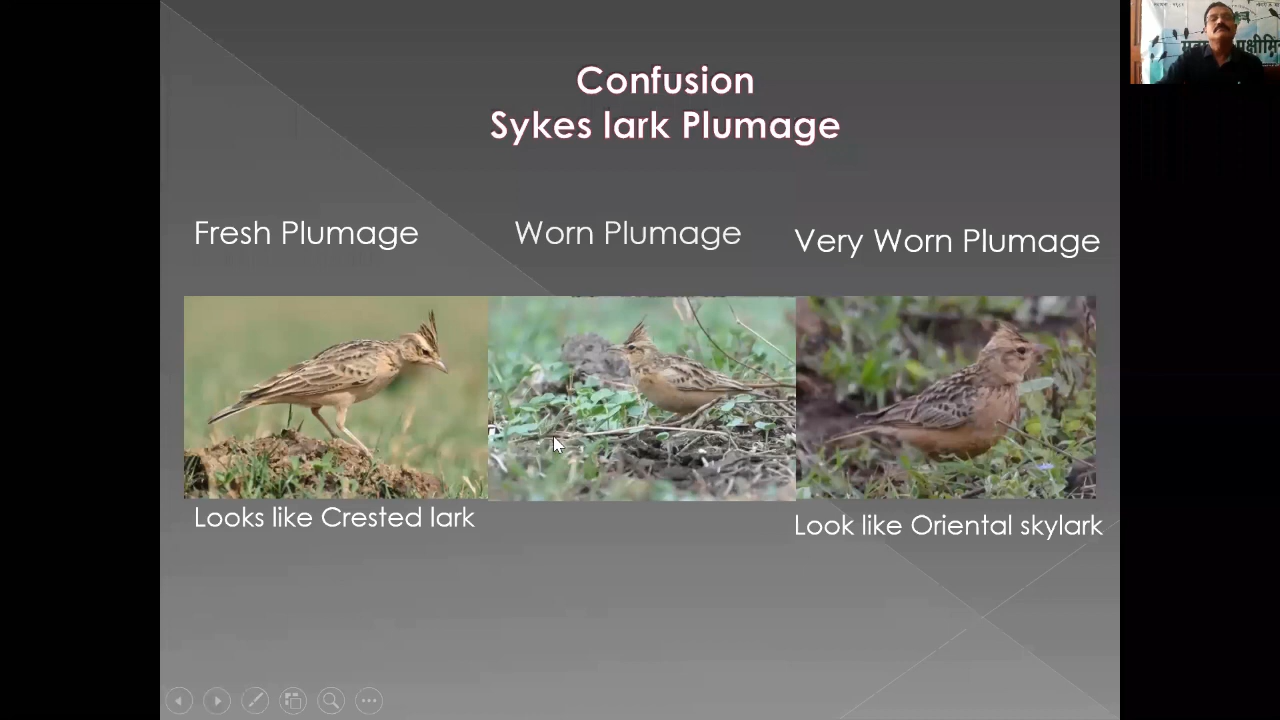 Confusion
Sykes lark Plumage
Fresh Plumage
Worn Plumage
Very Worn Plumage
Looks like Crested lark
Look like Oriental skylark